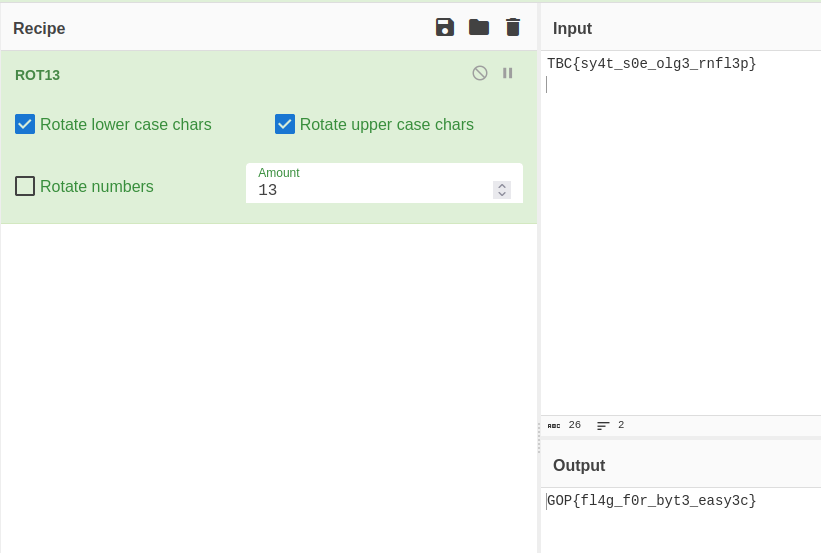 Recipe
ROT13
Rotate lower case chars
Rotate upper case chars
Rotate numbers
Amount
13
Input
TBC{sy4t_s0e_olg3_rnfl3p}
ABC 26 2
Output
GOP{fl4g_f0r_byt3_easy3c}